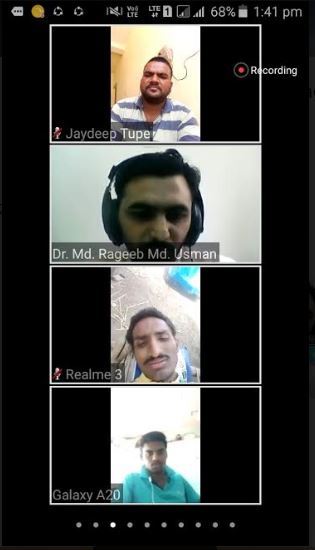 Voll LTE LTE 1 68% 1:41 pm
Recording
Jaydeep Tupe
Dr. Md. Rageeb Md. Usman
Realme 3
Galaxy A20